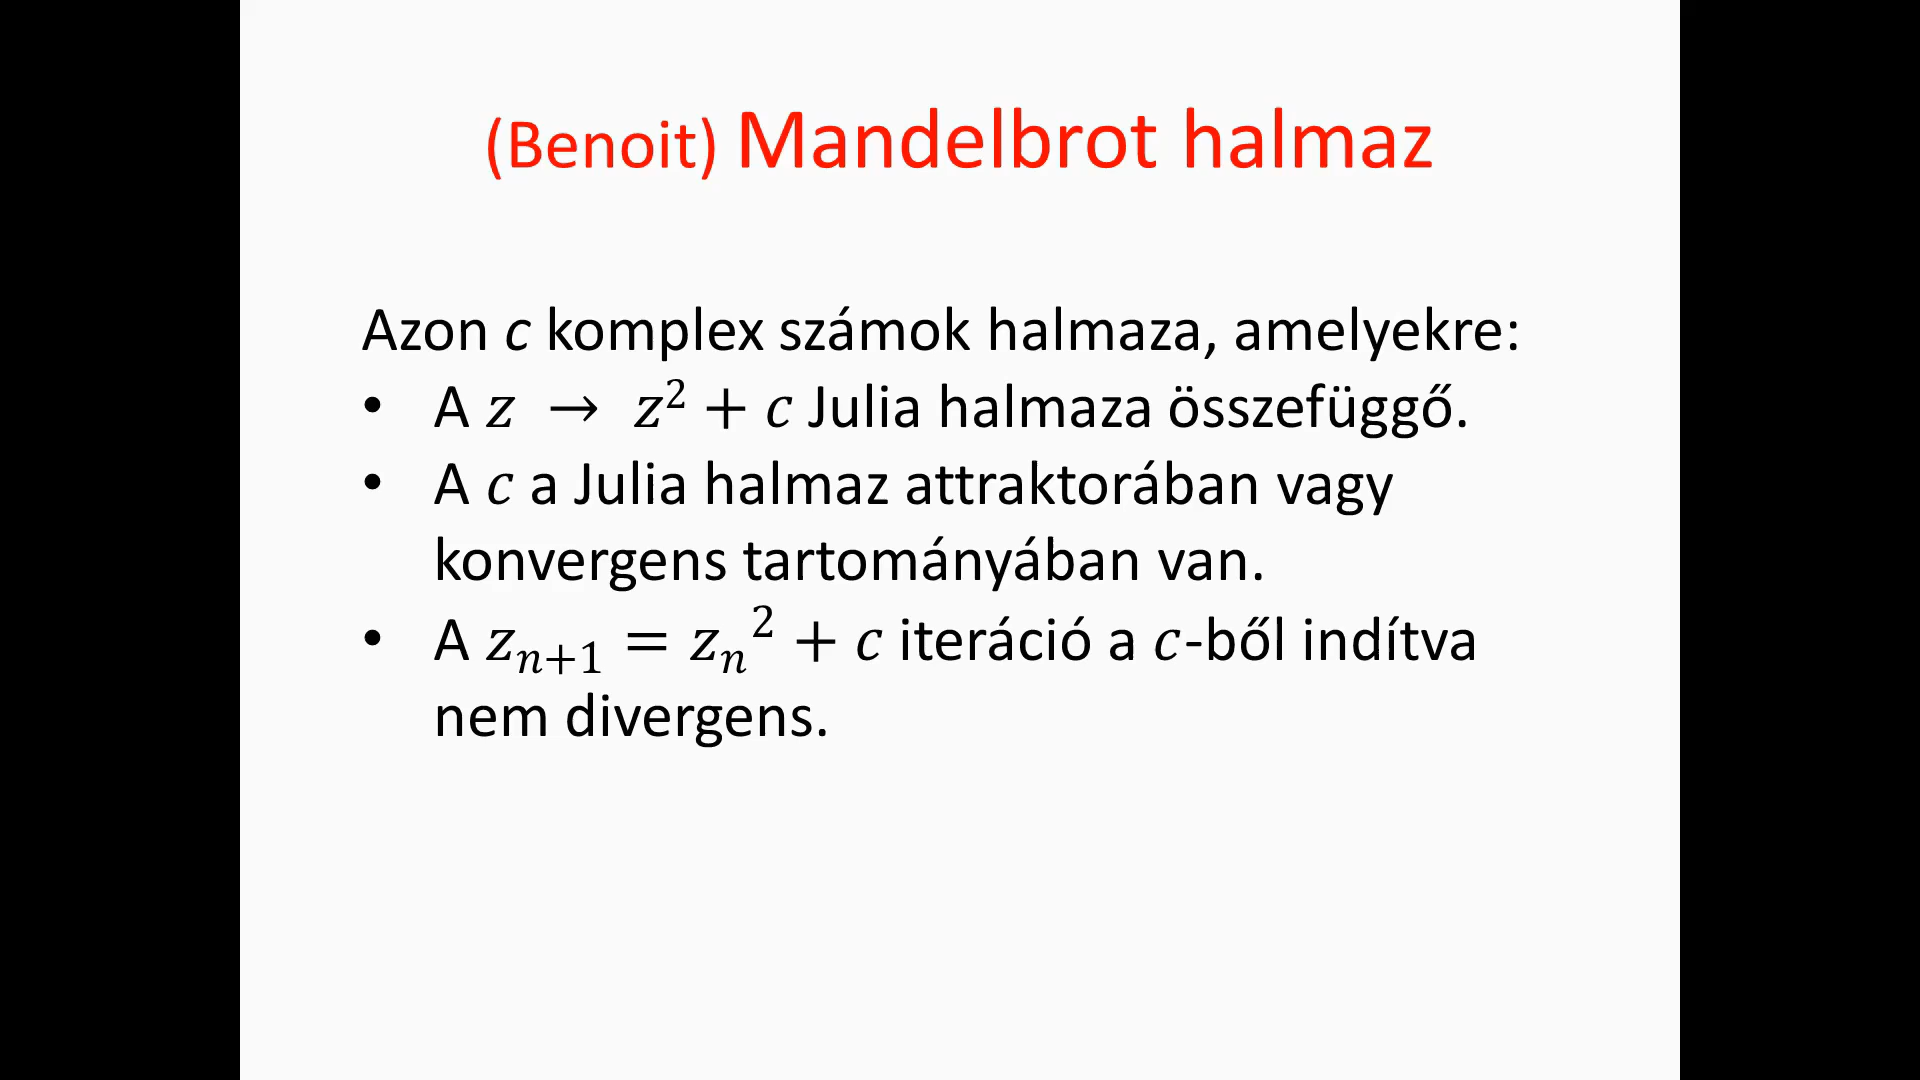 (Benoit) Mandelbrot halmaz
Azon c komplex számok halmaza, amelyekre:
• A z → z² + c Julia halmaza összefüggő.
• A c a Julia halmaz attraktorában vagy
konvergens tartományában van.
• A zₙ₊₁ = zₙ² + c iteráció a c-ből indítva
nem divergens.